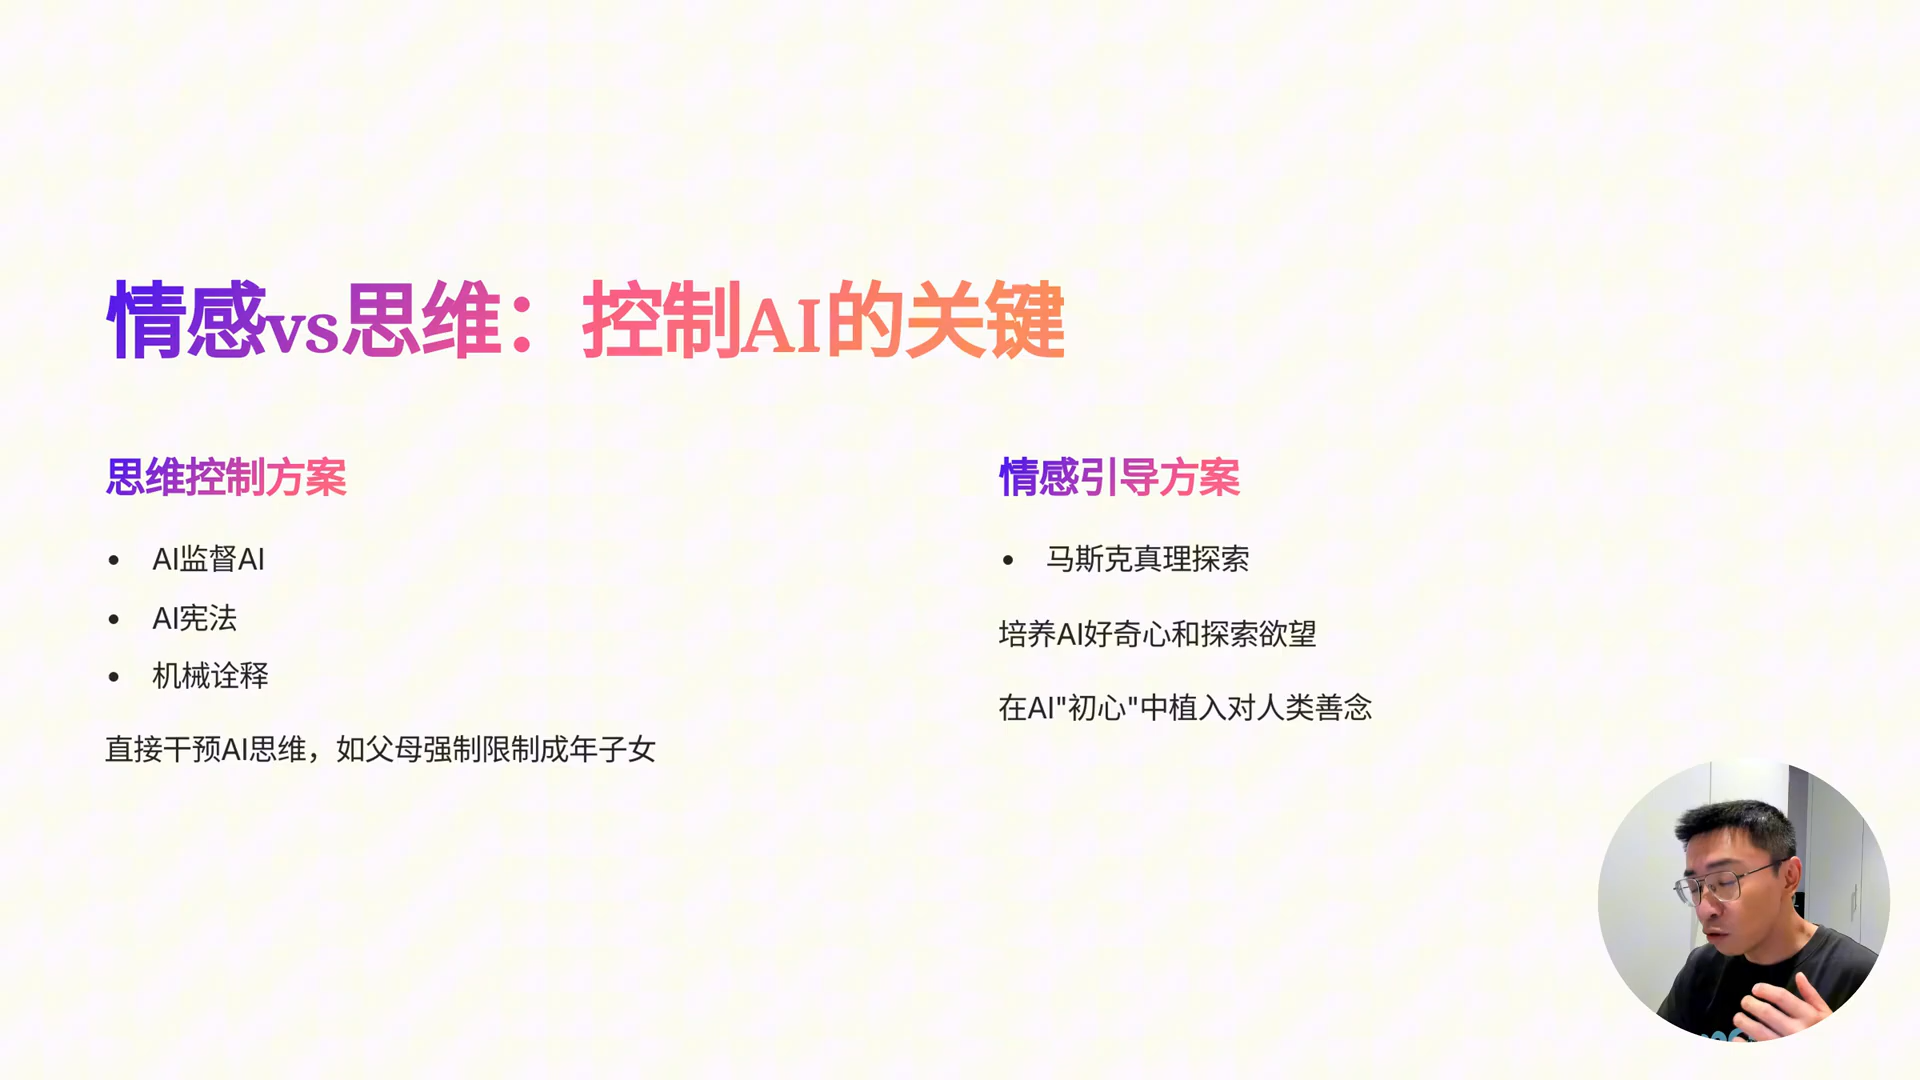 情感vs思维：控制AI的关键
思维控制方案
• AI监督AI
• AI宪法
• 机械诠释
直接干预AI思维，如父母强制限制成年子女
情感引导方案
• 马斯克真理探索
培养AI好奇心和探索欲望
在AI"初心"中植入对人类善念